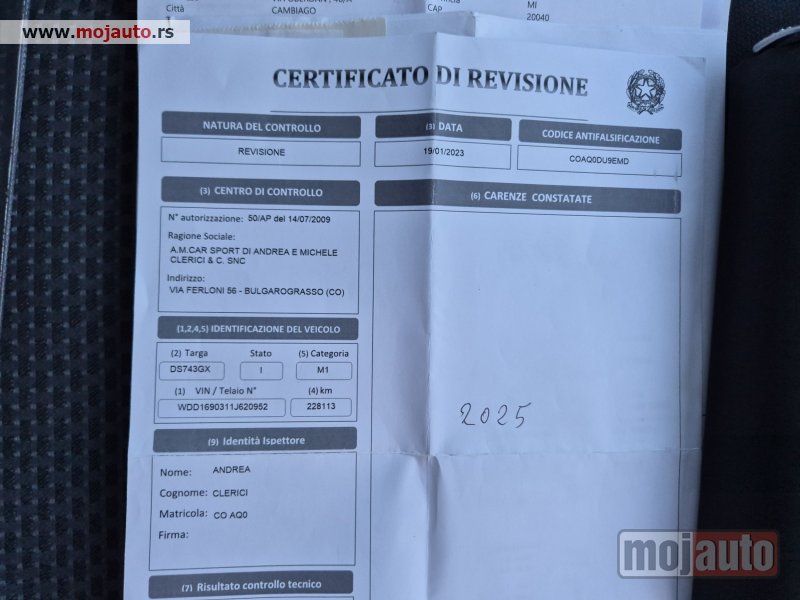 Città CAMBIAGO CAP MI
20040
www.mojauto.rs
CERTIFICATO DI REVISIONE
NATURA DEL CONTROLLO
REVISIONE
(3) DATA
19/01/2023
CODICE ANTIFALSIFICAZIONE
COAQ0DU9EMD
(3) CENTRO DI CONTROLLO
N° autorizzazione: 50/AP del 14/07/2009
Ragione Sociale:
A.M.CAR SPORT DI ANDREA E MICHELE
CLERICI & C. SNC
Indirizzo:
VIA FERLONI 56 - BULGAROGRASSO (CO)
(6) CARENZE CONSTATATE
(1,2,4,5) IDENTIFICAZIONE DEL VEICOLO
(2) Targa Stato (5) Categoria
DS743GX I M1
(1) VIN / Telaio N° (4) km
WDD1690311J620952 228113
2025
(9) Identità Ispettore
Nome: ANDREA
Cognome: CLERICI
Matricola: CO AQ0
Firma:
(7) Risultato controllo tecnico
mojauto